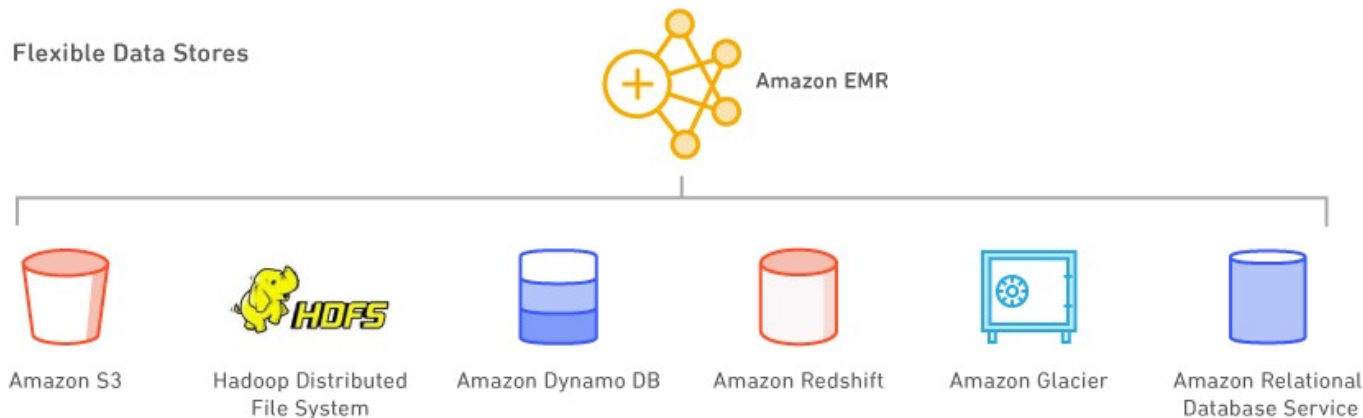 Flexible Data Stores
Amazon EMR
HDFS
Amazon S3
Hadoop Distributed
File System
Amazon Dynamo DB
Amazon Redshift
Amazon Glacier
Amazon Relational
Database Service